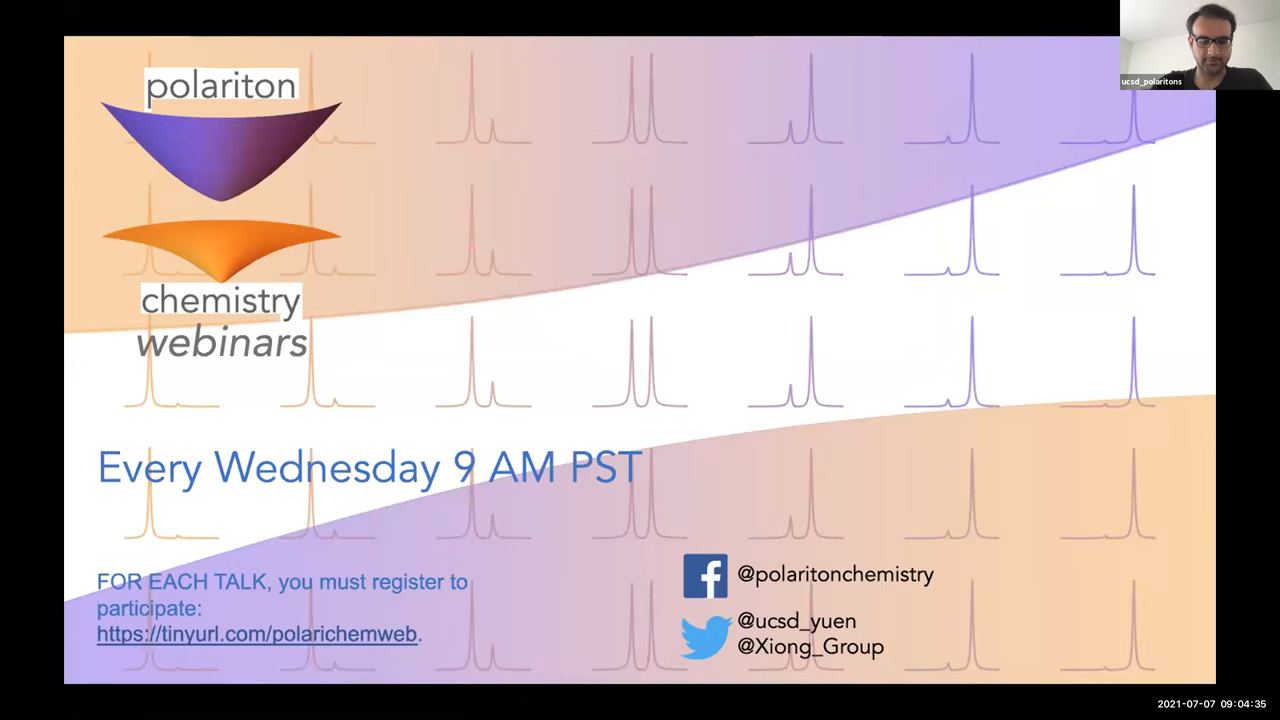 polariton
chemistry
webinars
ucsd_polaritons
Every Wednesday 9 AM PST
FOR EACH TALK, you must register to
participate:
https://tinyurl.com/polarichemweb.
@polaritonchemistry
@ucsd_yuen
@Xiong_Group
2021-07-07 09:04:35